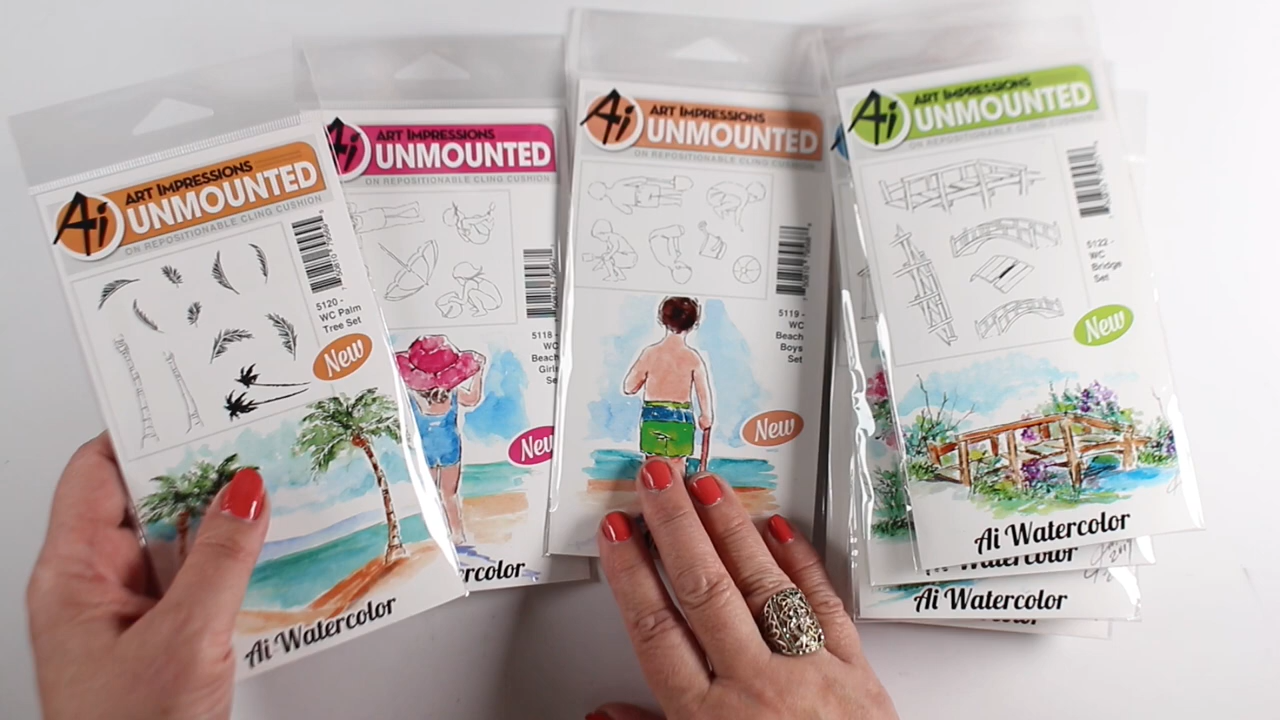 Ai
ART IMPRESSIONS
UNMOUNTED
ON REPOSITIONABLE CLING CUSHION
5120 -
WC Palm
Tree Set
New
Ai Watercolor
Ai
ART IMPRESSIONS
UNMOUNTED
ON REPOSITIONABLE CLING CUSHION
5118 -
WC
Beach
Girls
Se
New
rcolor
Ai
ART IMPRESSIONS
UNMOUNTED
ON REPOSITIONABLE CLING CUSHION
5119 -
WC
Beach
Boys
Set
New
Ai
ART IMPRESSIONS
UNMOUNTED
ON REPOSITIONABLE CLING CUSHION
5122 -
WC
Bridge
Set
New
Ai Watercolor
Watercolor
Ai Watercolor